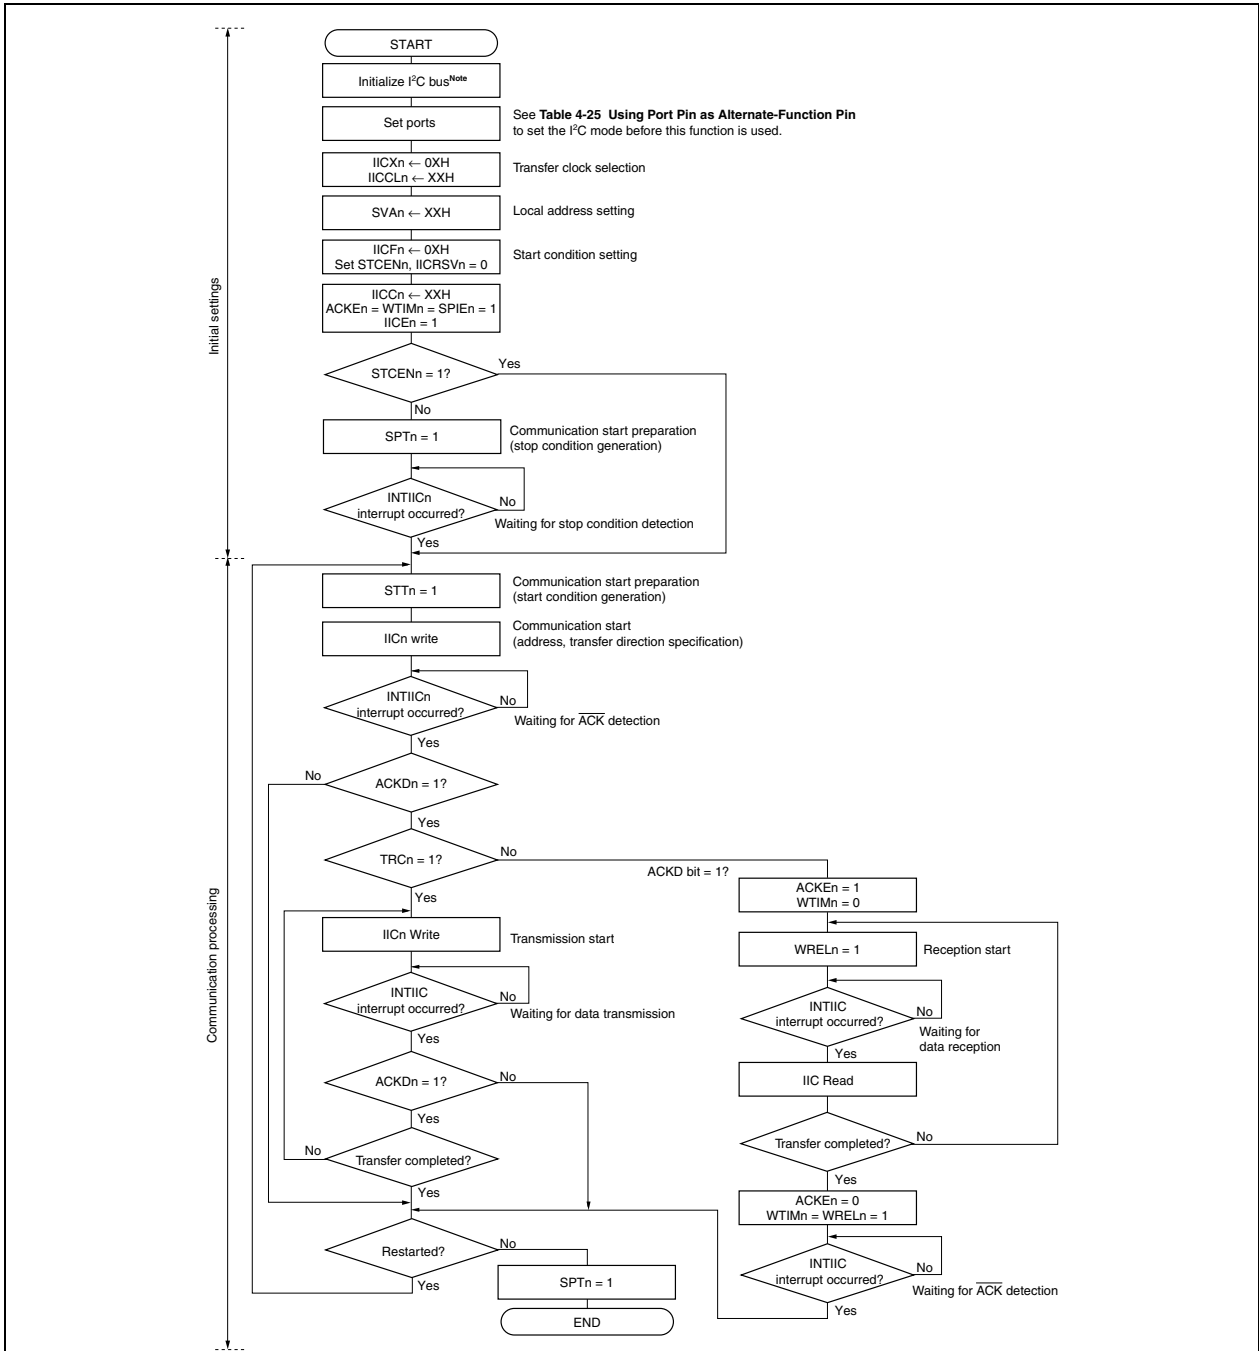 START
Initialize I²C bus^Note
Set ports
See Table 4-25 Using Port Pin as Alternate-Function Pin
to set the I²C mode before this function is used.
IICXn ← 0XH
IICCLn ← XXH
Transfer clock selection
SVAn ← XXH
Local address setting
IICFn ← 0XH
Set STCENn, IICRSVn = 0
Start condition setting
IICCn ← XXH
ACKEn = WTIMn = SPIEn = 1
IICEn = 1
Initial settings
STCENn = 1?
Yes
No
SPTn = 1
Communication start preparation
(stop condition generation)
INTIICn
interrupt occurred?
No
Waiting for stop condition detection
Yes
STTn = 1
Communication start preparation
(start condition generation)
IICn write
Communication start
(address, transfer direction specification)
INTIICn
interrupt occurred?
No
Waiting for A̅C̅K̅ detection
Yes
No
ACKDn = 1?
Yes
TRCn = 1?
No
ACKD bit = 1?
Yes
Communication processing
IICn Write
Transmission start
INTIIC
interrupt occurred?
No
Waiting for data transmission
Yes
ACKDn = 1?
No
Yes
No
Transfer completed?
Yes
Restarted?
No
Yes
SPTn = 1
END
ACKEn = 1
WTIMn = 0
WRELn = 1
Reception start
INTIIC
interrupt occurred?
No
Waiting for
data reception
Yes
IIC Read
Transfer completed?
No
Yes
ACKEn = 0
WTIMn = WRELn = 1
INTIIC
interrupt occurred?
No
Waiting for A̅C̅K̅ detection
Yes